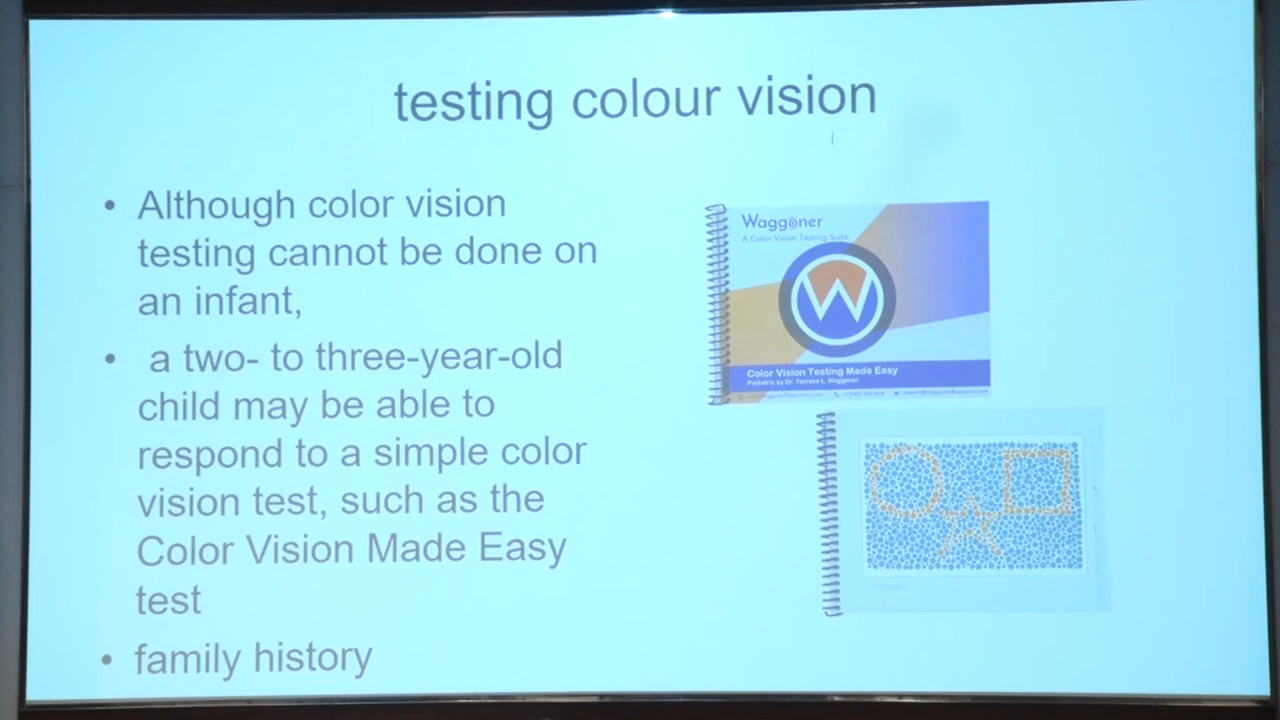 testing colour vision
• Although color vision
testing cannot be done on
an infant,
• a two- to three-year-old
child may be able to
respond to a simple color
vision test, such as the
Color Vision Made Easy
test
• family history
Waggoner
A Color Vision Testing Suite
W
Color Vision Testing Made Easy
Pediatric by Dr. Terrace L. Waggoner